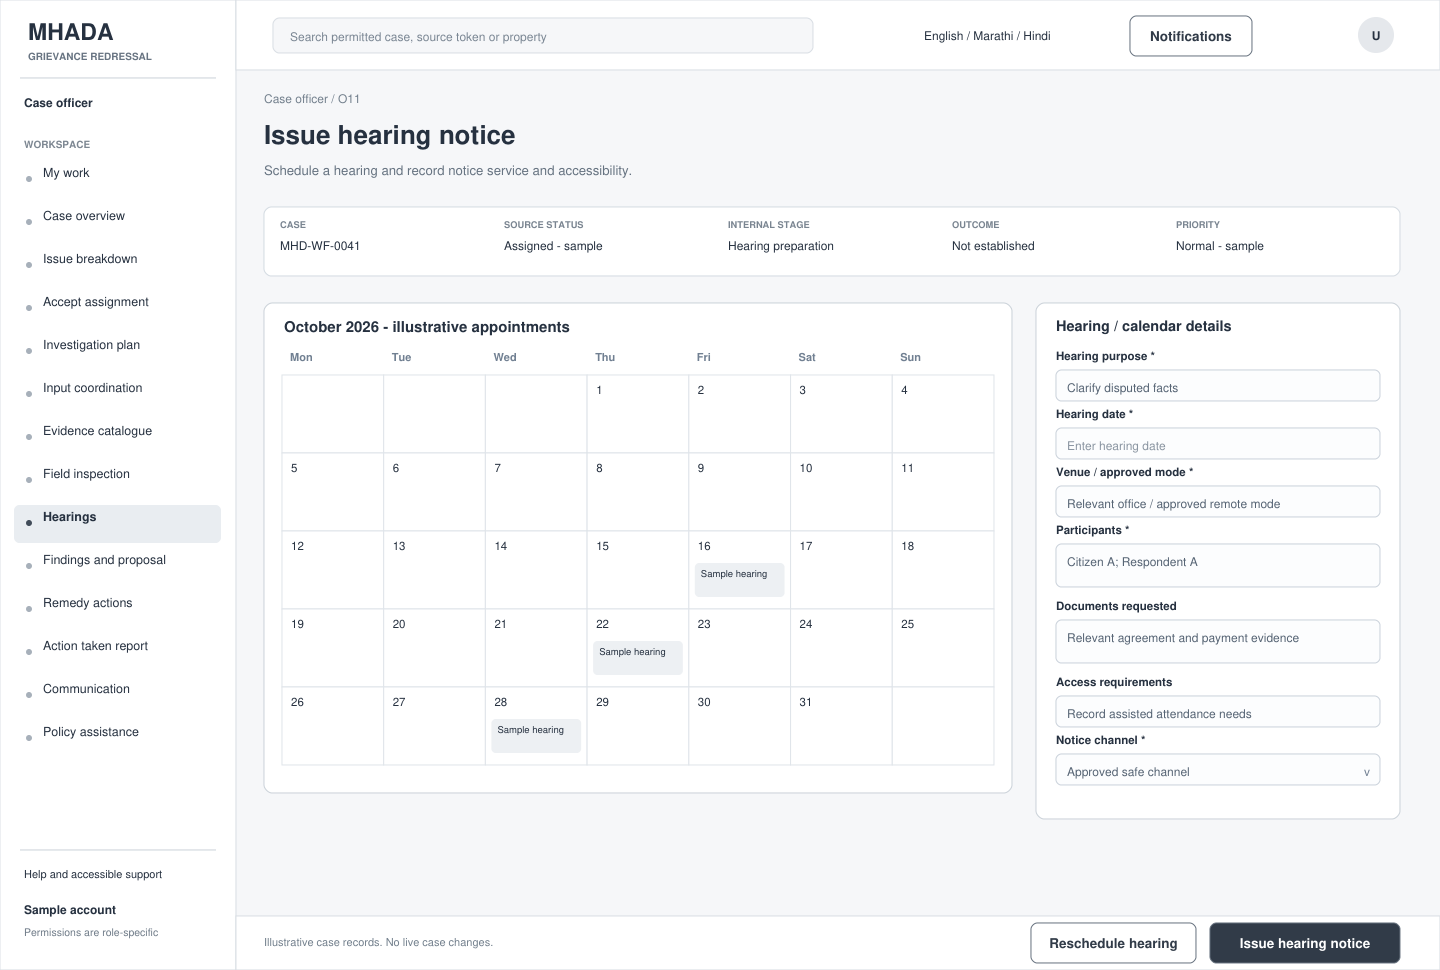 MHADA
GRIEVANCE REDRESSAL
Case officer
WORKSPACE
My work
Case overview
Issue breakdown
Accept assignment
Investigation plan
Input coordination
Evidence catalogue
Field inspection
Hearings
Findings and proposal
Remedy actions
Action taken report
Communication
Policy assistance
Help and accessible support
Sample account
Permissions are role-specific
Search permitted case, source token or property
English / Marathi / Hindi
Notifications
U
Case officer / O11
Issue hearing notice
Schedule a hearing and record notice service and accessibility.
CASE SOURCE STATUS INTERNAL STAGE OUTCOME PRIORITY
MHD-WF-0041 Assigned - sample Hearing preparation Not established Normal - sample
October 2026 - illustrative appointments
Mon Tue Wed Thu Fri Sat Sun
1 2 3 4
5 6 7 8 9 10 11
12 13 14 15 16 17 18
Sample hearing
19 20 21 22 23 24 25
Sample hearing
26 27 28 29 30 31
Sample hearing
Hearing / calendar details
Hearing purpose *
Clarify disputed facts
Hearing date *
Enter hearing date
Venue / approved mode *
Relevant office / approved remote mode
Participants *
Citizen A; Respondent A
Documents requested
Relevant agreement and payment evidence
Access requirements
Record assisted attendance needs
Notice channel *
Approved safe channel v
Illustrative case records. No live case changes.
Reschedule hearing
Issue hearing notice